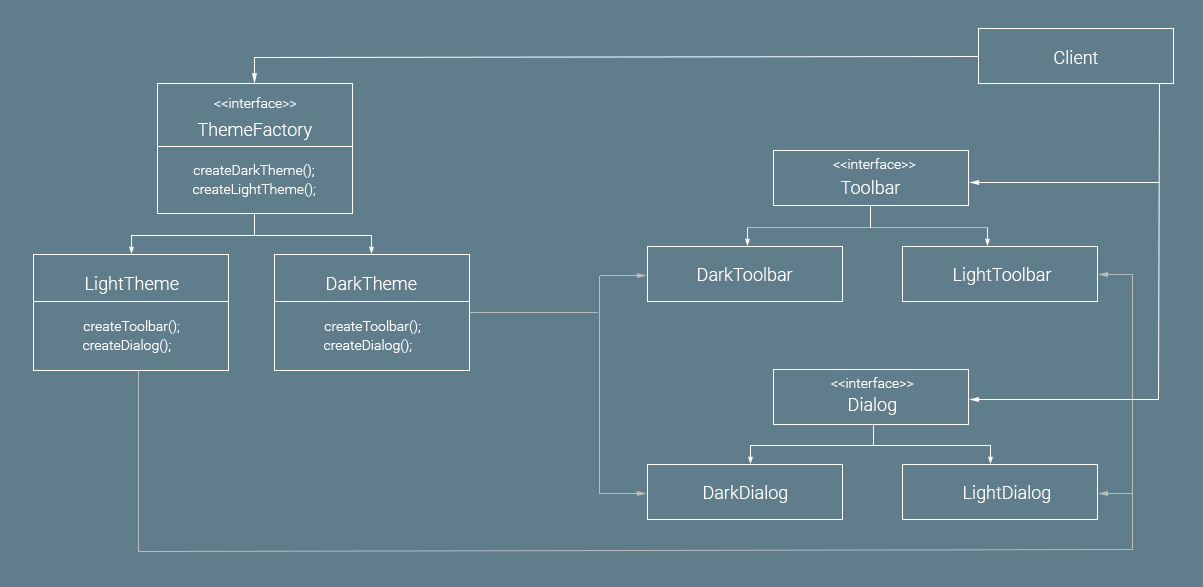 Client
<<interface>>
ThemeFactory
createDarkTheme();
createLightTheme();
<<interface>>
Toolbar
LightTheme
createToolbar();
createDialog();
DarkTheme
createToolbar();
createDialog();
DarkToolbar
LightToolbar
<<interface>>
Dialog
DarkDialog
LightDialog